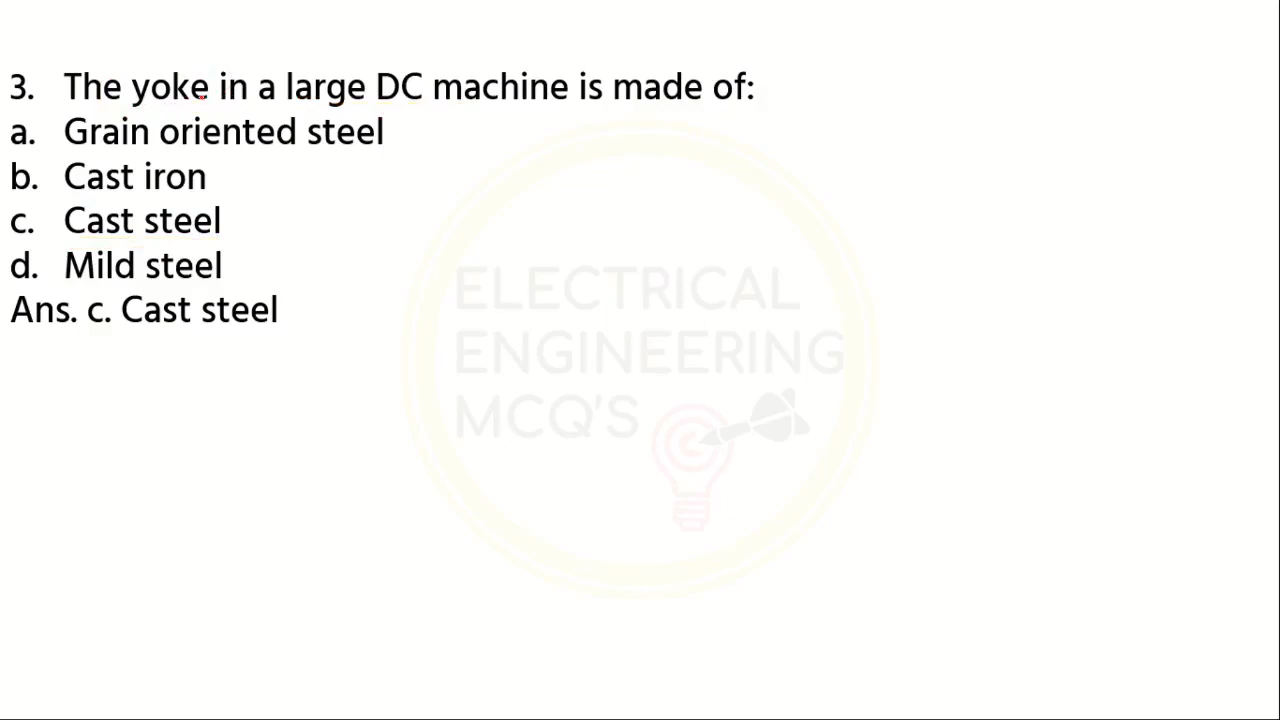 3. The yoke in a large DC machine is made of:
a. Grain oriented steel
b. Cast iron
c. Cast steel
d. Mild steel
Ans. c. Cast steel
ELECTRICAL
ENGINEERING
MCQ'S